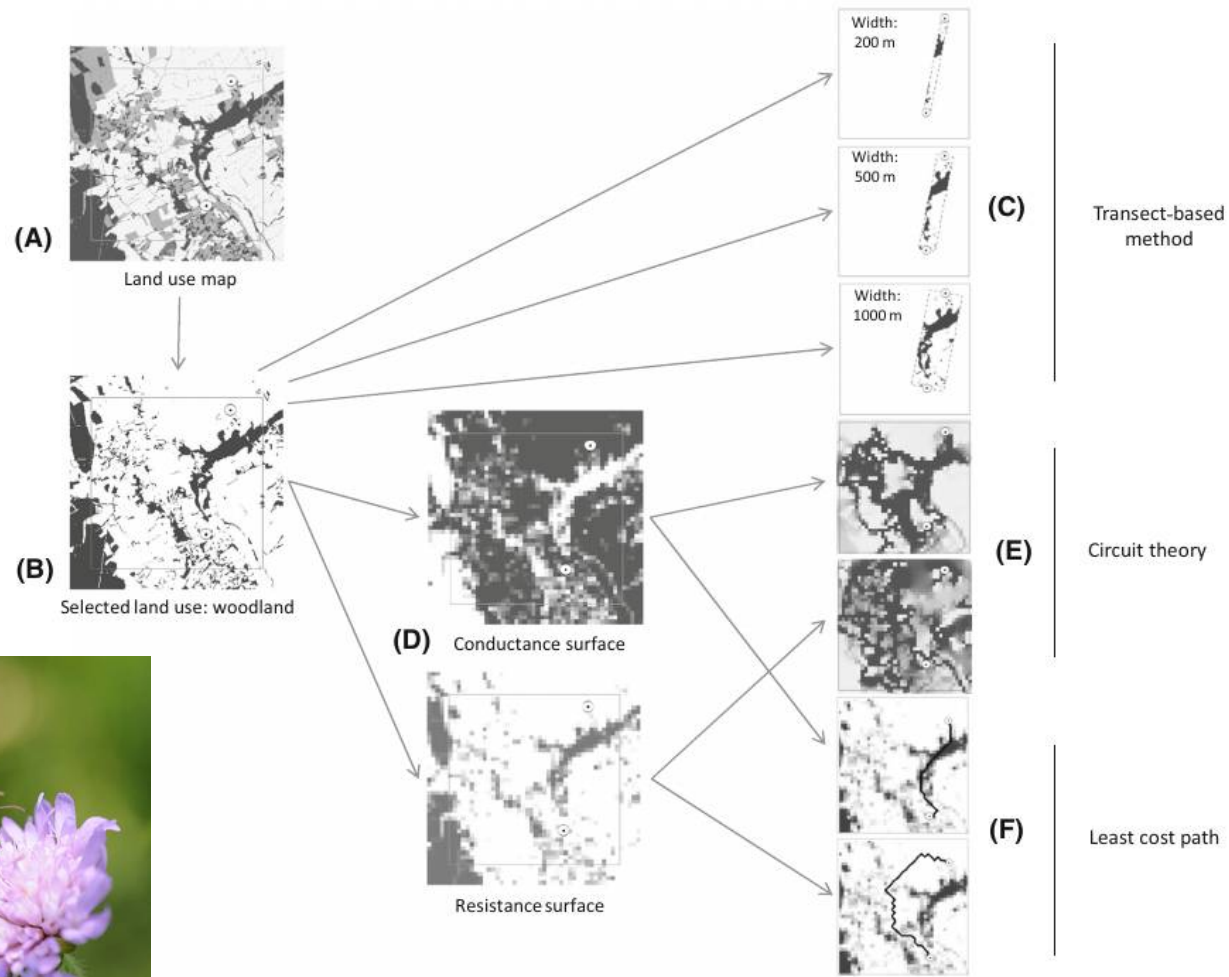 (A)
Land use map
(B)
Selected land use: woodland
Width:
200 m
Width:
500 m
Width:
1000 m
(C)
Transect-based
method
(D)
Conductance surface
Resistance surface
(E)
Circuit theory
(F)
Least cost path